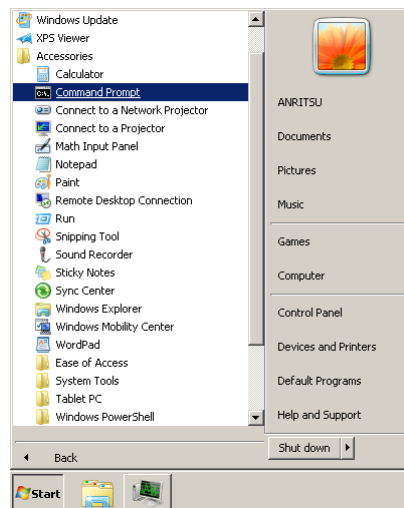 Windows Update
XPS Viewer
Accessories
Calculator
Command Prompt
Connect to a Network Projector
Connect to a Projector
Math Input Panel
Notepad
Paint
Remote Desktop Connection
Run
Snipping Tool
Sound Recorder
Sticky Notes
Sync Center
Windows Explorer
Windows Mobility Center
WordPad
Ease of Access
System Tools
Tablet PC
Windows PowerShell
Back
ANRITSU
Documents
Pictures
Music
Games
Computer
Control Panel
Devices and Printers
Default Programs
Help and Support
Shut down
Start